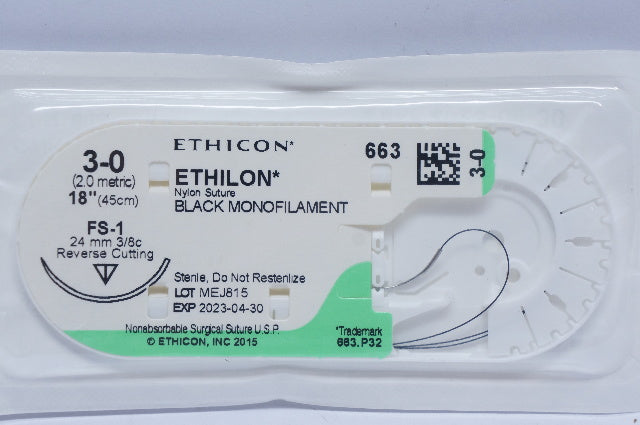 ETHICON*
663
3-0
3-0
(2.0 metric)
18" (45cm)
ETHILON*
Nylon Suture
BLACK MONOFILAMENT
FS-1
24 mm 3/8c
Reverse Cutting
Sterile, Do Not Resterilize
LOT MEJ815
EXP 2023-04-30
Nonabsorbable Surgical Suture U.S.P.
© ETHICON, INC 2015
*Trademark
663.P32